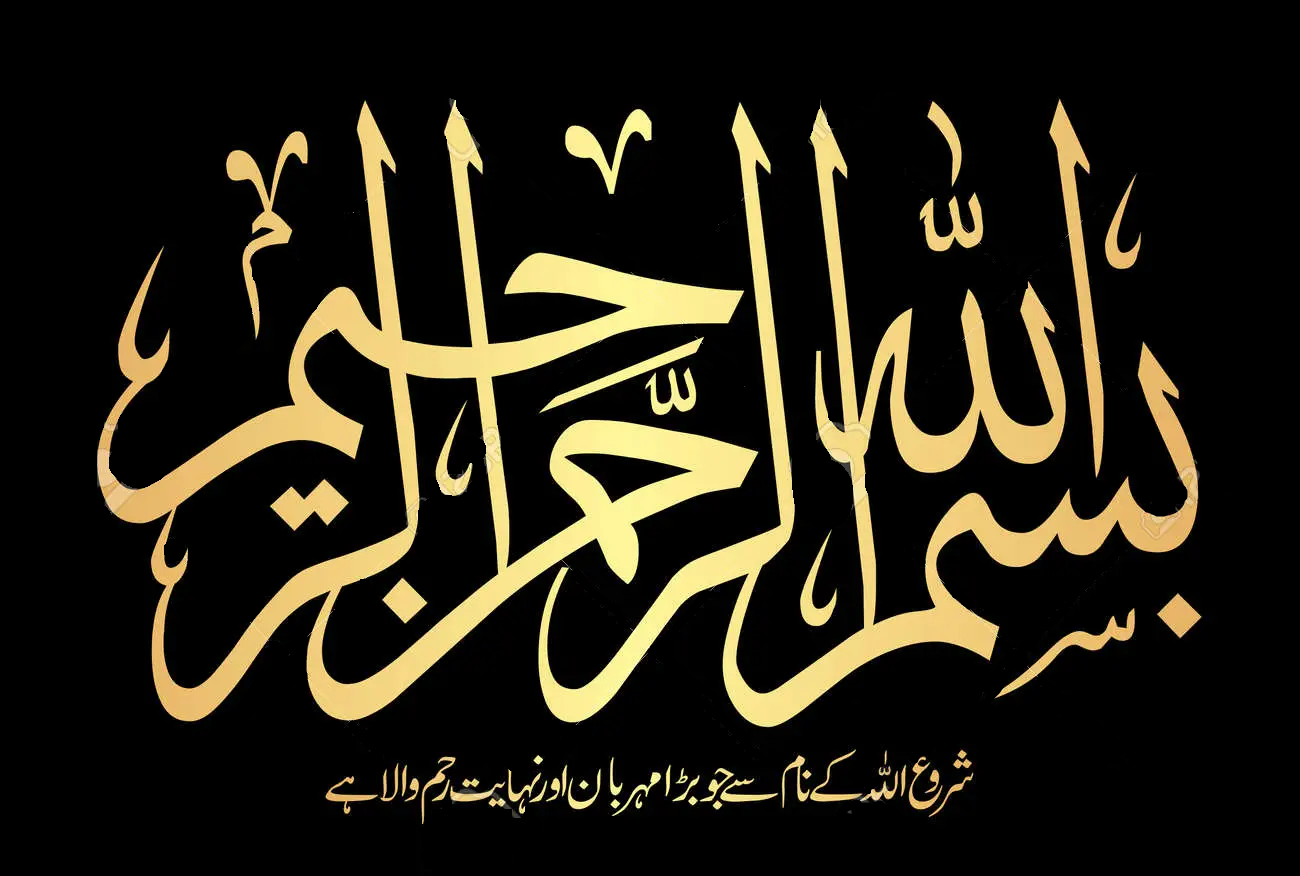 بسم الله الرحمن الرحيم
شروع اللہ کے نام سے جو بڑا مہربان اور نہایت رحم والا ہے